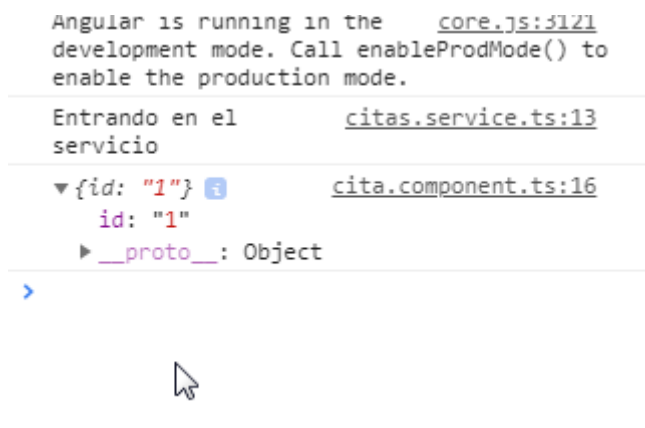 Angular is running in the core.js:3121
development mode. Call enableProdMode() to
enable the production mode.
Entrando en el citas.service.ts:13
servicio
▼{id: "1"} i cita.component.ts:16
id: "1"
▶__proto__: Object
>